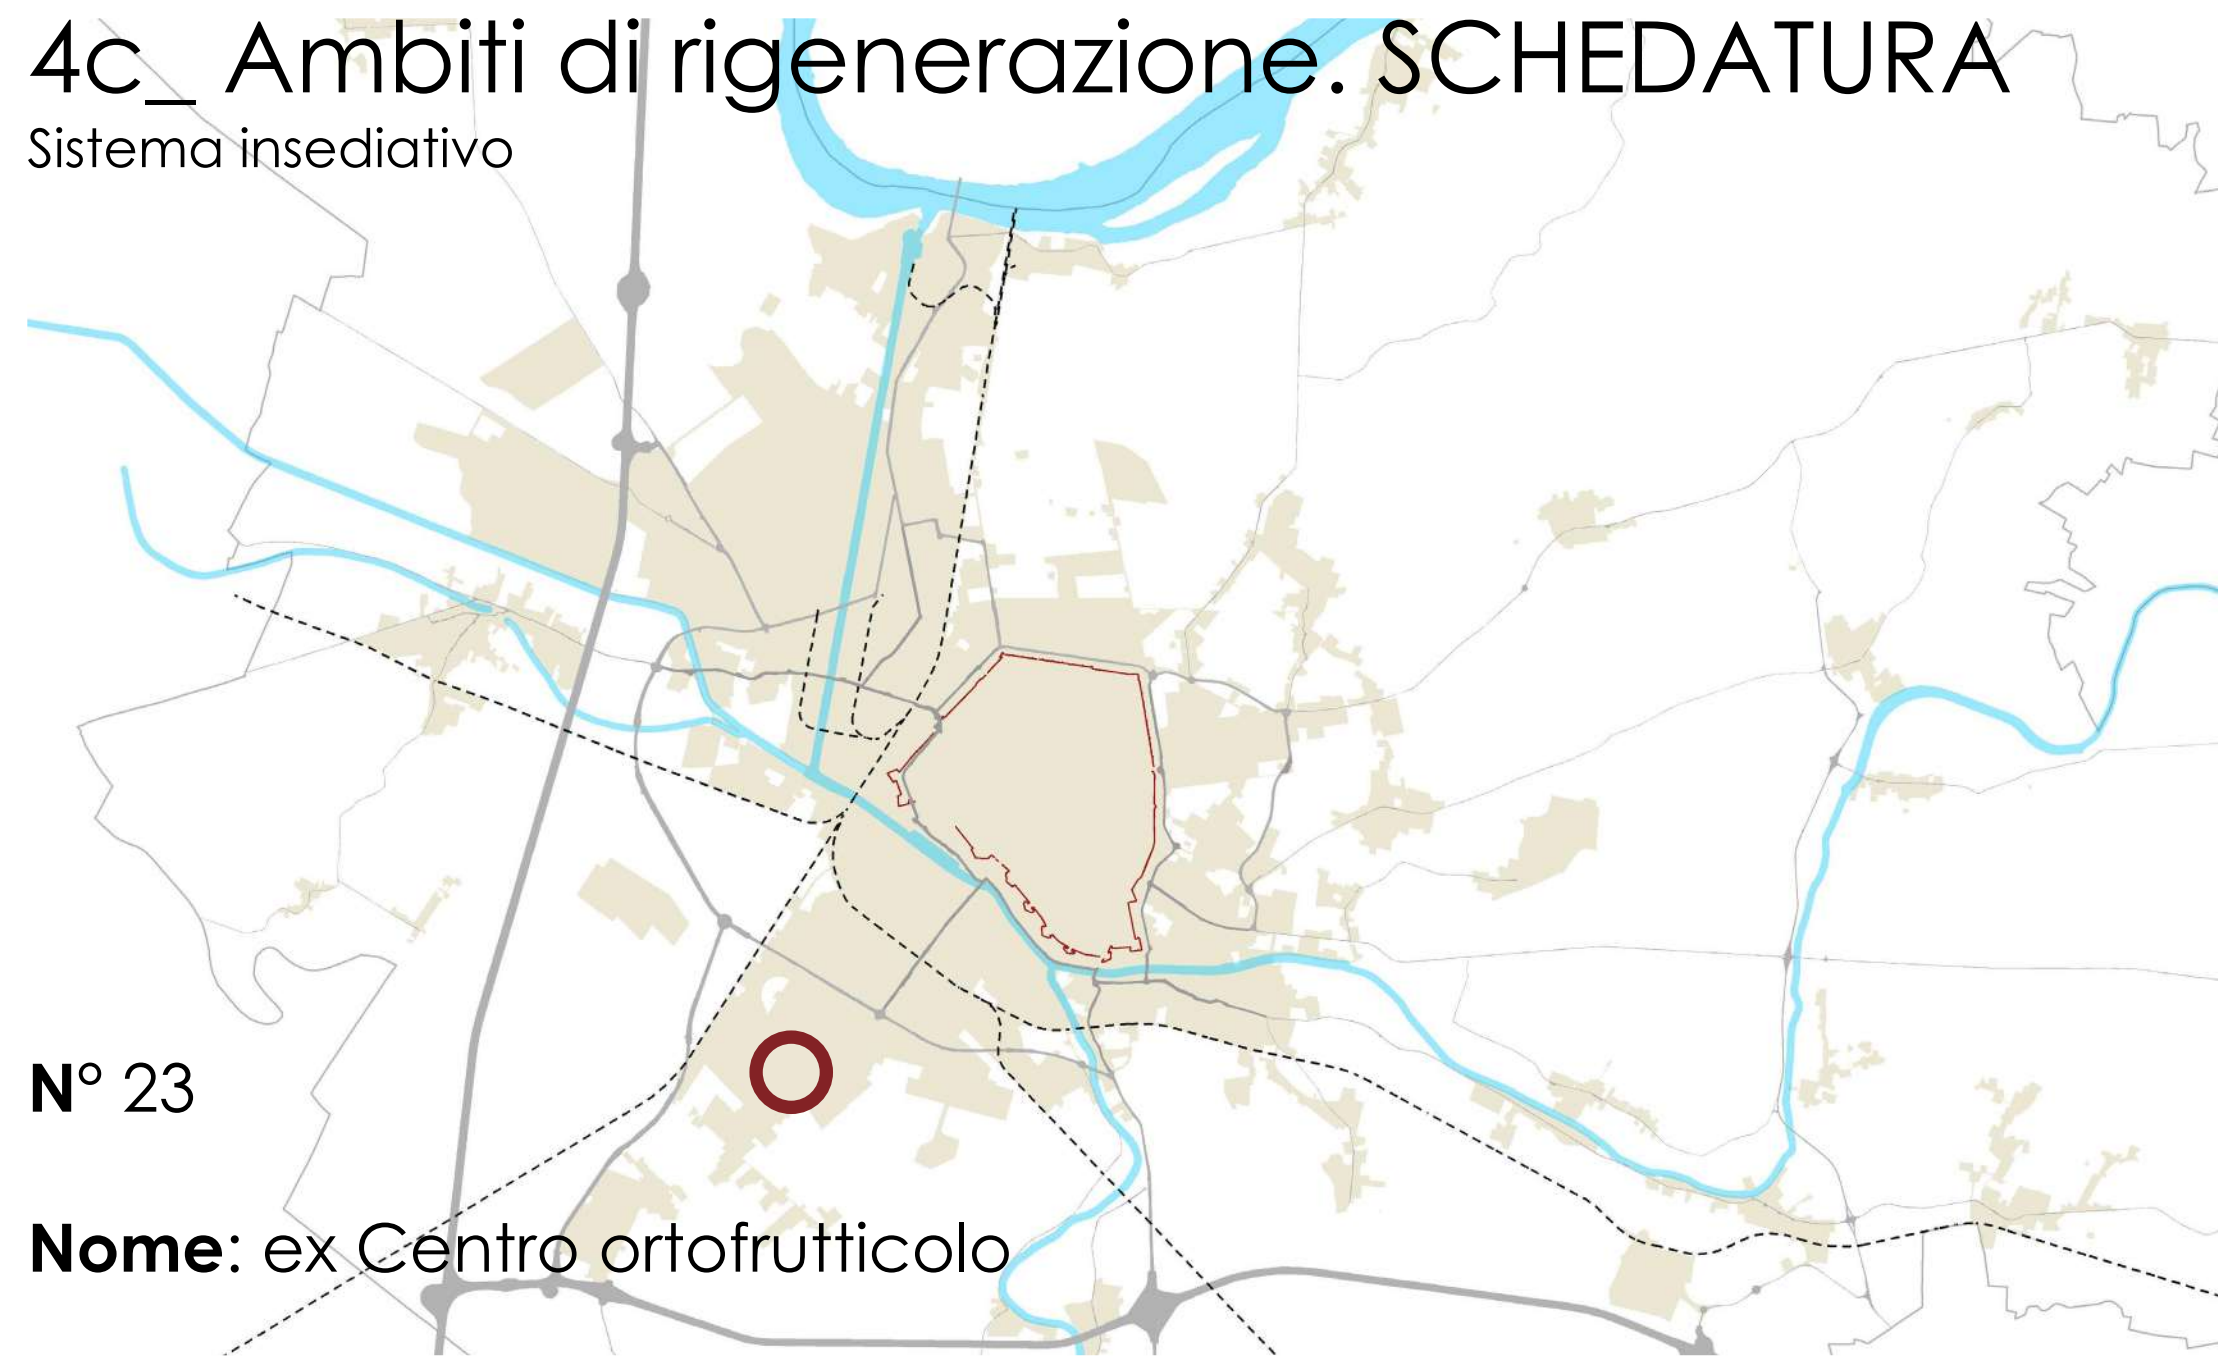 4c_ Ambiti di rigenerazione. SCHEDATURA
Sistema insediativo
N° 23
Nome: ex Centro ortofrutticolo